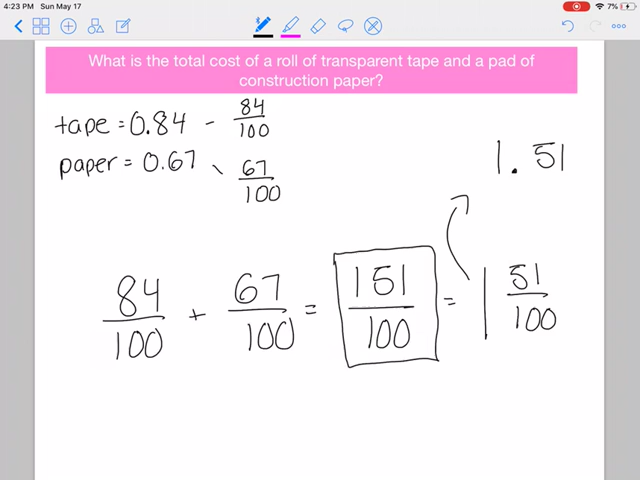 4:23 PM Sun May 17
7%
What is the total cost of a roll of transparent tape and a pad of
construction paper?
tape = 0.84 - 84/100
paper = 0.67 \ 67/100
1.51
84/100 + 67/100 = 151/100 = 1 51/100